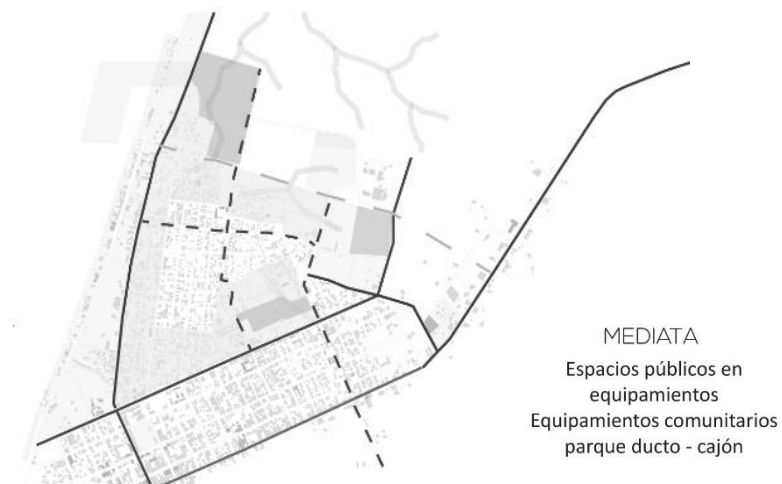 MEDIATA
Espacios públicos en
equipamientos
Equipamientos comunitarios
parque ducto - cajón